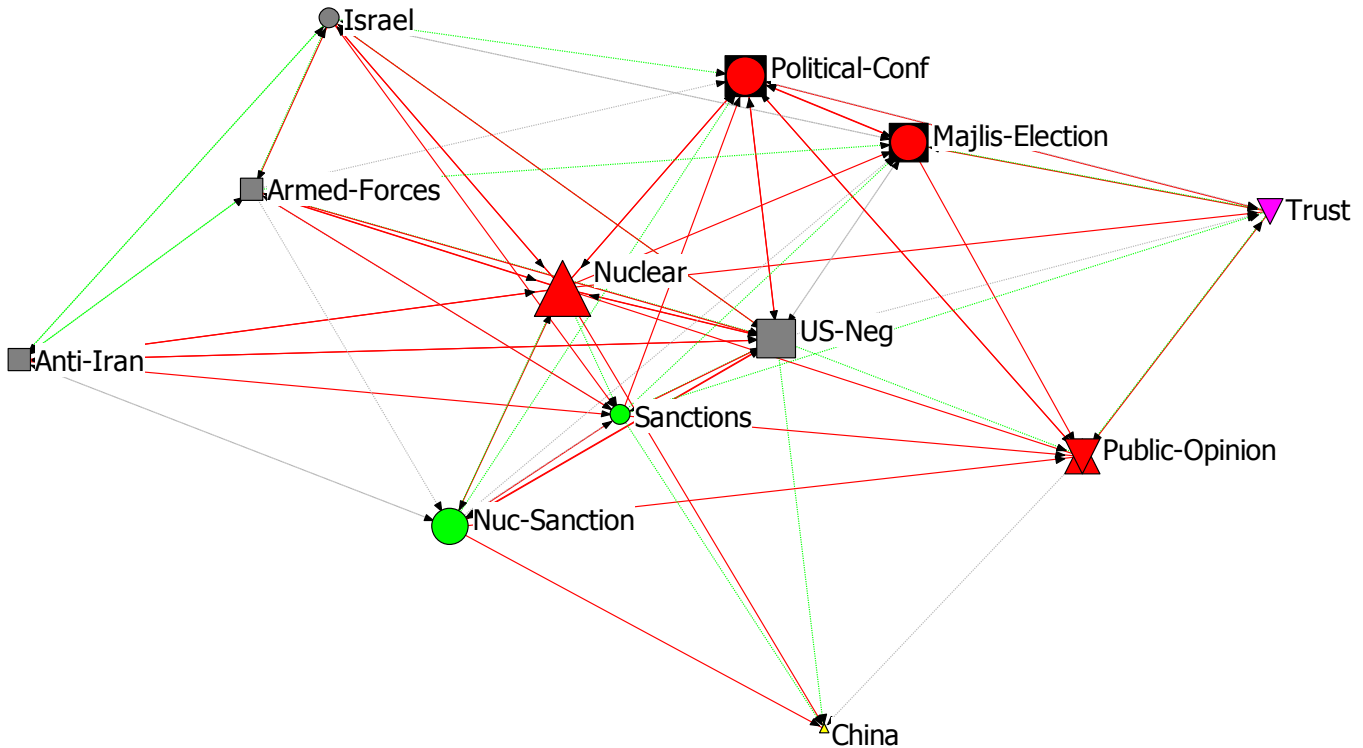 Israel
Political-Conf
Majlis-Election
Armed-Forces
Trust
Nuclear
US-Neg
Anti-Iran
Sanctions
Public-Opinion
Nuc-Sanction
China